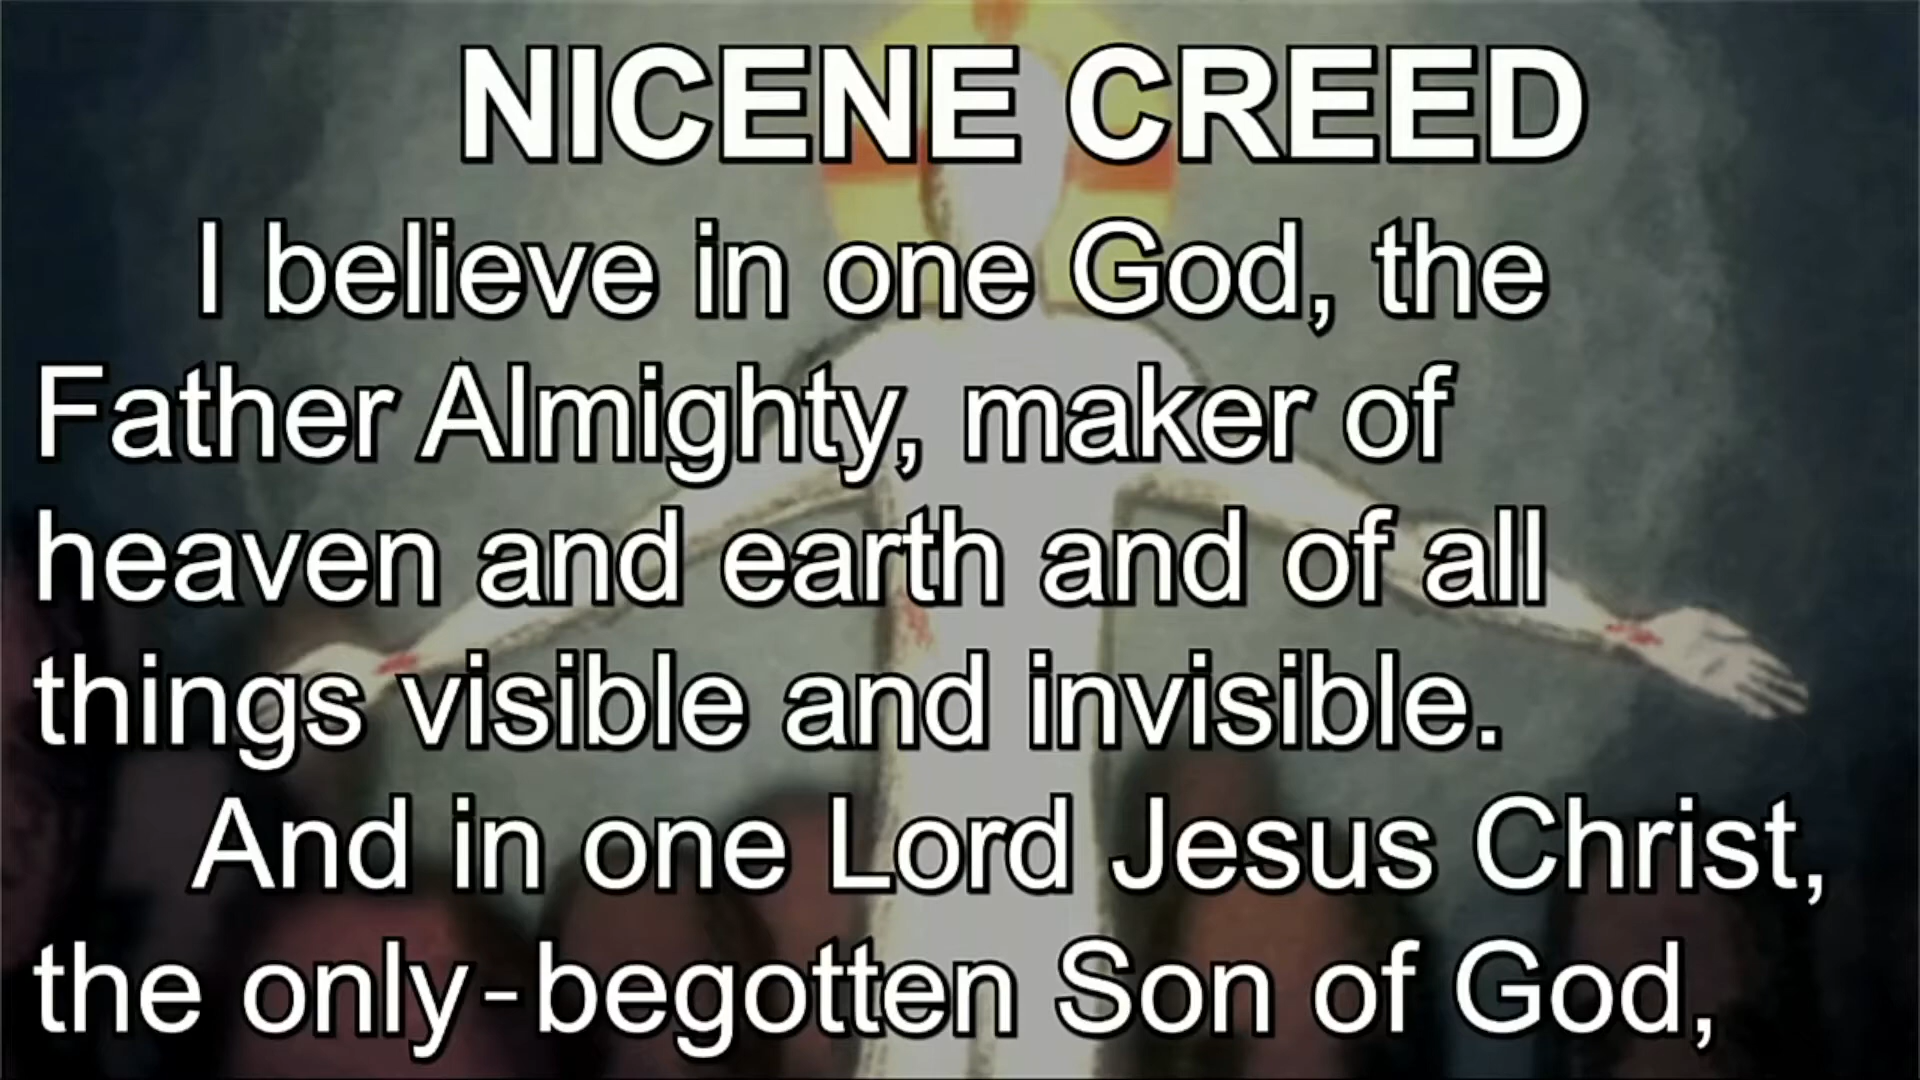 NICENE CREED
I believe in one God, the
Father Almighty, maker of
heaven and earth and of all
things visible and invisible.
And in one Lord Jesus Christ,
the only-begotten Son of God,